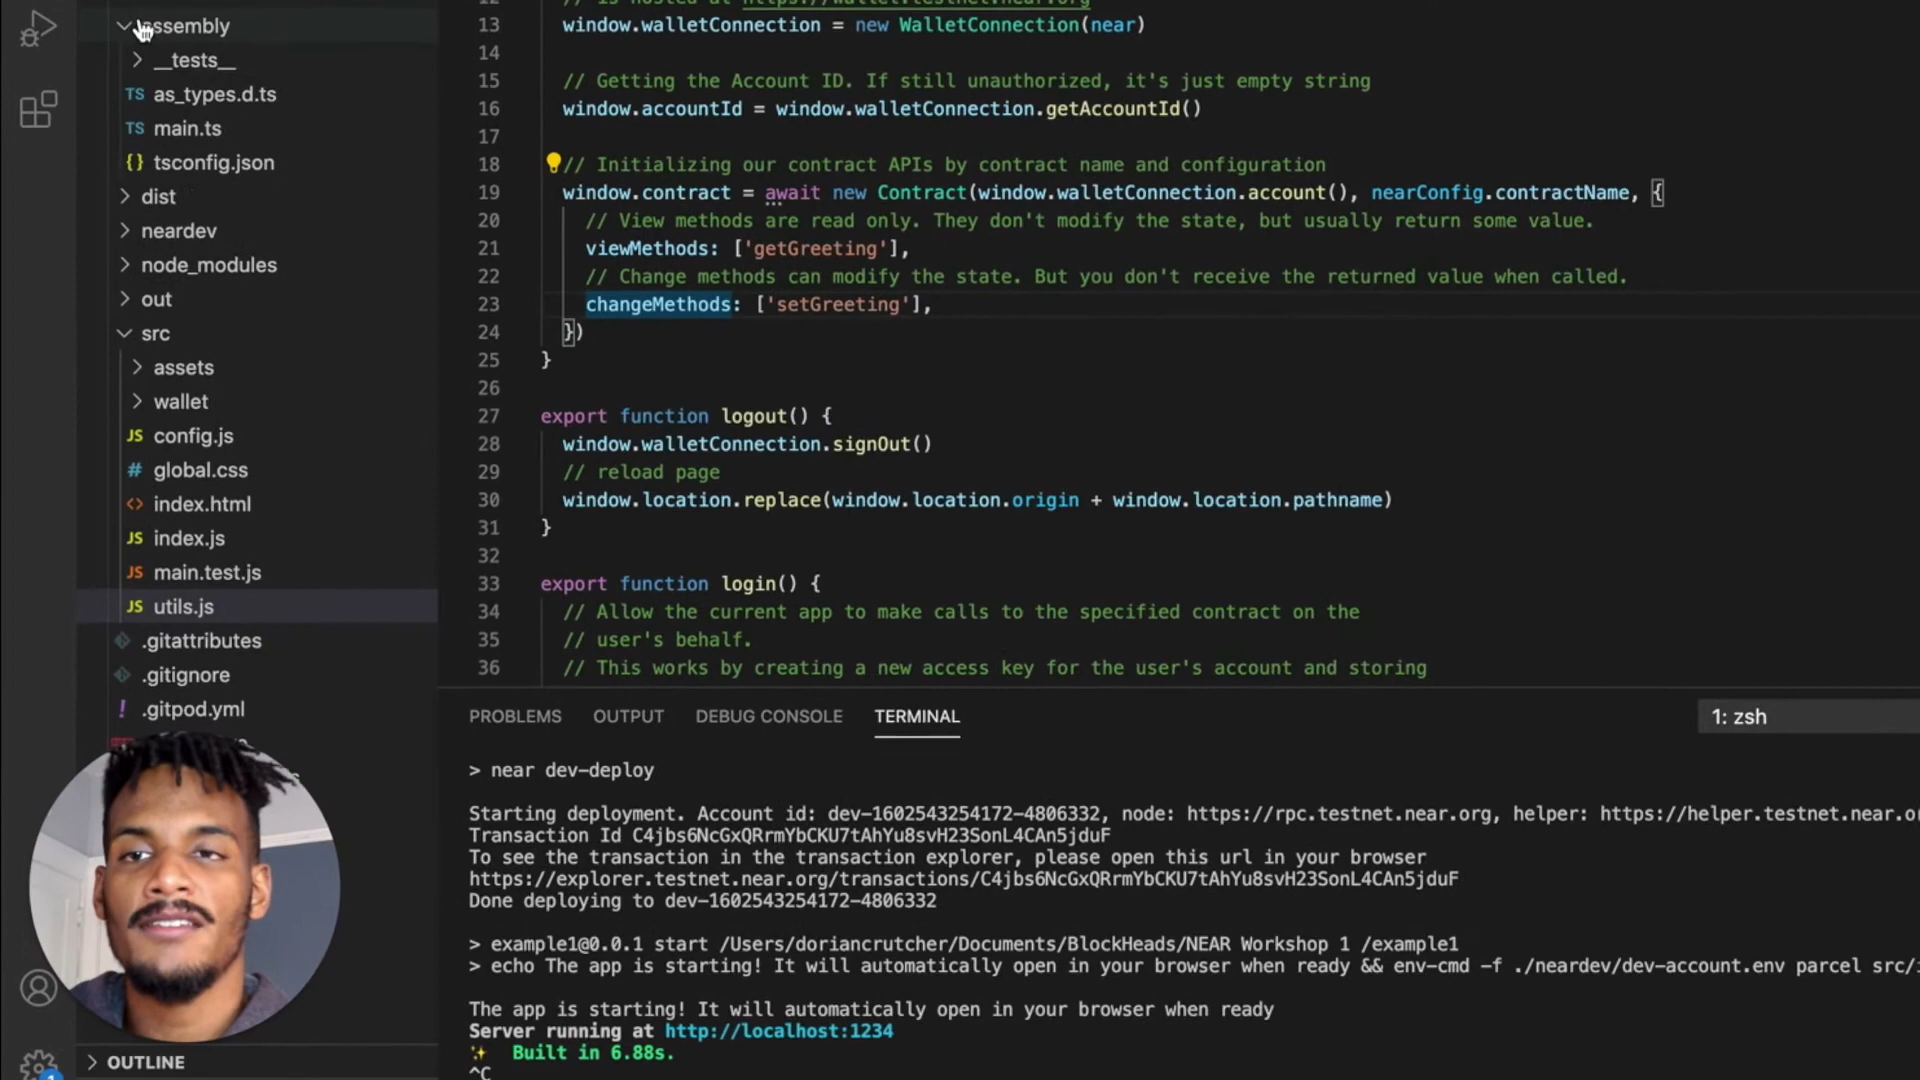 assembly
__tests__
TS as_types.d.ts
TS main.ts
{} tsconfig.json
dist
neardev
node_modules
out
src
assets
wallet
JS config.js
# global.css
<> index.html
JS index.js
JS main.test.js
JS utils.js
.gitattributes
.gitignore
! .gitpod.yml
OUTLINE
// is hosted at https://wallet.testnet.near.org
13 window.walletConnection = new WalletConnection(near)
14
15 // Getting the Account ID. If still unauthorized, it's just empty string
16 window.accountId = window.walletConnection.getAccountId()
17
18 // Initializing our contract APIs by contract name and configuration
19 window.contract = await new Contract(window.walletConnection.account(), nearConfig.contractName, {
20 // View methods are read only. They don't modify the state, but usually return some value.
21 viewMethods: ['getGreeting'],
22 // Change methods can modify the state. But you don't receive the returned value when called.
23 changeMethods: ['setGreeting'],
24 })
25 }
26
27 export function logout() {
28 window.walletConnection.signOut()
29 // reload page
30 window.location.replace(window.location.origin + window.location.pathname)
31 }
32
33 export function login() {
34 // Allow the current app to make calls to the specified contract on the
35 // user's behalf.
36 // This works by creating a new access key for the user's account and storing
PROBLEMS OUTPUT DEBUG CONSOLE TERMINAL 1: zsh
> near dev-deploy
Starting deployment. Account id: dev-1602543254172-4806332, node: https://rpc.testnet.near.org, helper: https://helper.testnet.near.o
Transaction Id C4jbs6NcGxQRrmYbCKU7tAhYu8svH23SonL4CAn5jduF
To see the transaction in the transaction explorer, please open this url in your browser
https://explorer.testnet.near.org/transactions/C4jbs6NcGxQRrmYbCKU7tAhYu8svH23SonL4CAn5jduF
Done deploying to dev-1602543254172-4806332
> example1@0.0.1 start /Users/doriancrutcher/Documents/BlockHeads/NEAR Workshop 1 /example1
> echo The app is starting! It will automatically open in your browser when ready && env-cmd -f ./neardev/dev-account.env parcel src/
The app is starting! It will automatically open in your browser when ready
Server running at http://localhost:1234
✨ Built in 6.88s.
^C